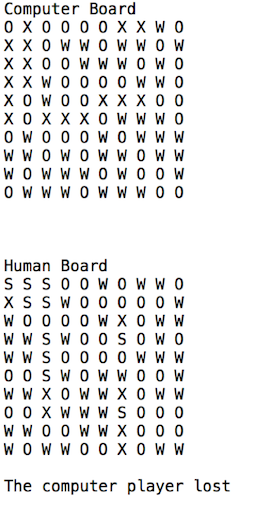 Computer Board
O X O O O O X X W O
X X O W W O W W O W
X X O O W W W O W O
X X W O O O O W W O
X O W O O X X X O O
X O X X X O W W W O
O W O O O W O W W W
W W O W O W W O W W
W O W W W O W O O W
O W W W O W W W O O
Human Board
S S S O O W O W W O
X S S W O O O O O W
W O O O O W X O W W
W W S W O O S O W O
W W S O O O O W W W
O O S W O W W O O W
W W X O W W X O W W
O O X W W W S O O O
W W O O W W X O O O
W O W W O O X O W W
The computer player lost